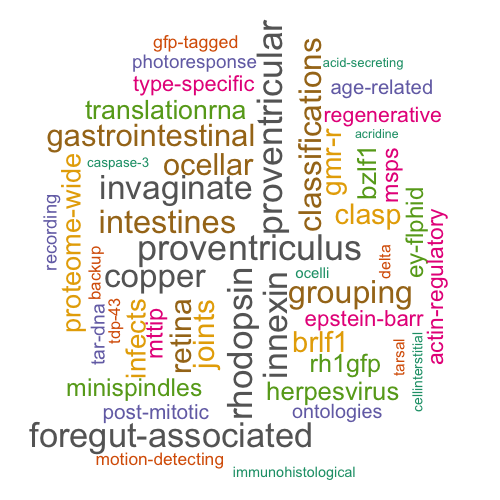 gfp-tagged
photoresponse
acid-secreting
type-specific
age-related
translationrna
regenerative
gastrointestinal
acridine
caspase-3
ocellar
proventricular
classifications
gmr-r
bzlf1
msps
invaginate
clasp
ey-flphid
actin-regulatory
intestines
proteome-wide
recording
proventriculus
backup
copper
ocelli
delta
grouping
tar-dna
tdp-43
infects
mttip
retina
joints
rhodopsin
innexin
epstein-barr
brlf1
tarsal
cellinterstitial
rh1gfp
minispindles
herpesvirus
post-mitotic
ontologies
foregut-associated
motion-detecting
immunohistological